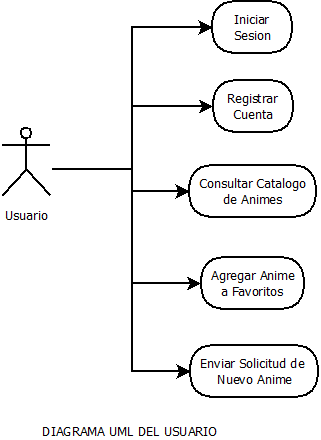 Iniciar
Sesion
Registrar
Cuenta
Usuario
Consultar Catalogo
de Animes
Agregar Anime
a Favoritos
Enviar Solicitud de
Nuevo Anime
DIAGRAMA UML DEL USUARIO